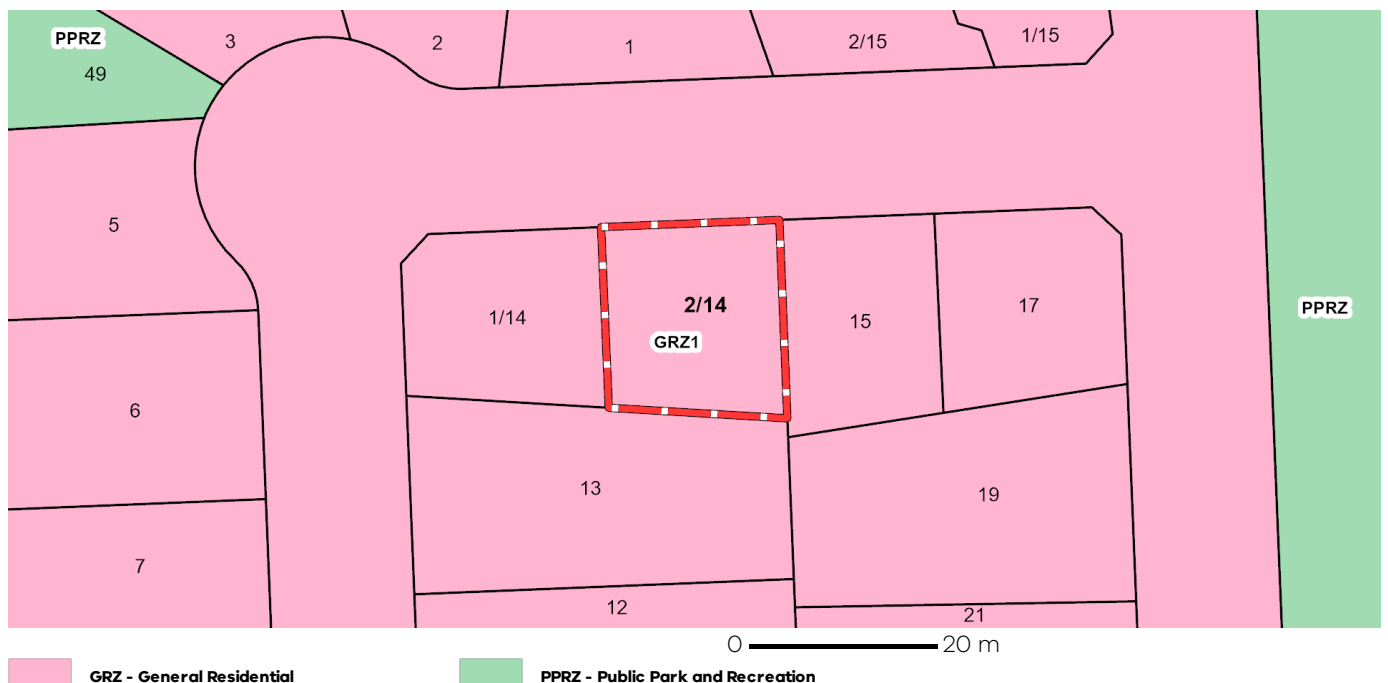 PPRZ
3
2
1
2/15
1/15
49
5
1/14
2/14
GRZ1
15
17
PPRZ
6
13
19
7
12
21
0 20 m
GRZ - General Residential
PPRZ - Public Park and Recreation